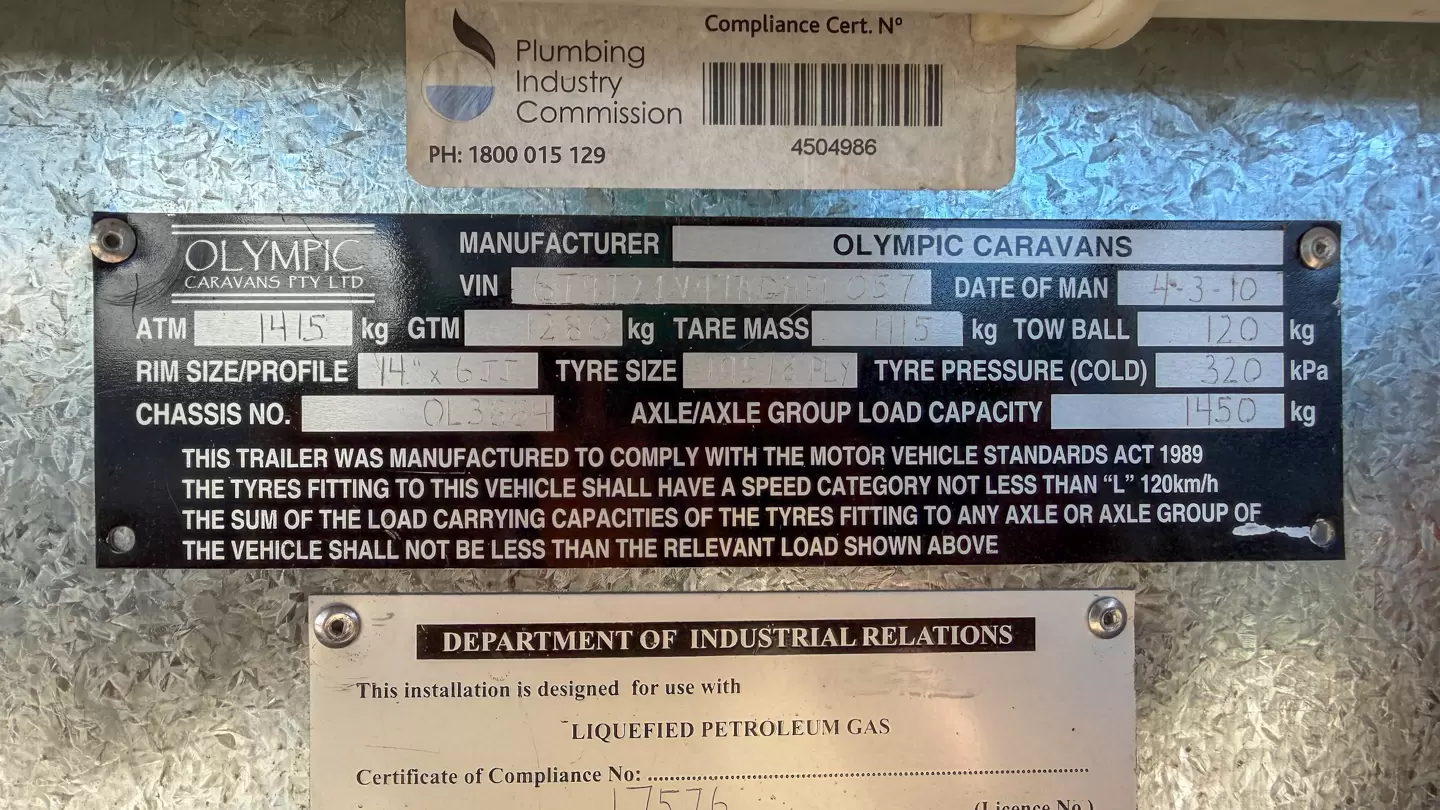 Compliance Cert. Nº
Plumbing
Industry
Commission
4504986
PH: 1800 015 129
OLYMPIC
CARAVANS PTY LTD
MANUFACTURER OLYMPIC CARAVANS
VIN DATE OF MAN 4-3-10
ATM 1415 kg GTM 1280 kg TARE MASS 1115 kg TOW BALL 120 kg
RIM SIZE/PROFILE 14" x 6JJ TYRE SIZE TYRE PRESSURE (COLD) 320 kPa
CHASSIS NO. AXLE/AXLE GROUP LOAD CAPACITY 1450 kg
THIS TRAILER WAS MANUFACTURED TO COMPLY WITH THE MOTOR VEHICLE STANDARDS ACT 1989
THE TYRES FITTING TO THIS VEHICLE SHALL HAVE A SPEED CATEGORY NOT LESS THAN “L” 120km/h
THE SUM OF THE LOAD CARRYING CAPACITIES OF THE TYRES FITTING TO ANY AXLE OR AXLE GROUP OF
THE VEHICLE SHALL NOT BE LESS THAN THE RELEVANT LOAD SHOWN ABOVE
DEPARTMENT OF INDUSTRIAL RELATIONS
This installation is designed for use with
LIQUEFIED PETROLEUM GAS
Certificate of Compliance No: ................................................
17576 (Licence No.)